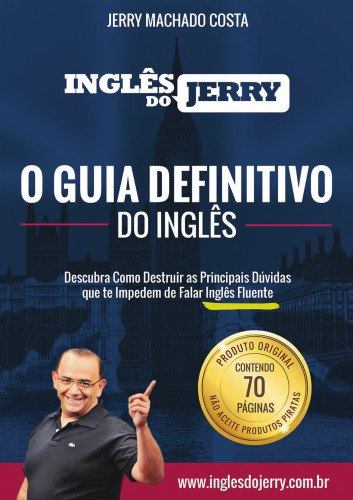 JERRY MACHADO COSTA
INGLÊS
DO JERRY
O GUIA DEFINITIVO
DO INGLÊS
Descubra Como Destruir as Principais Dúvidas
que te Impedem de Falar Inglês Fluente
PRODUTO ORIGINAL
CONTENDO
70
PÁGINAS
NÃO ACEITE PRODUTOS PIRATAS
www.inglesdojerry.com.br